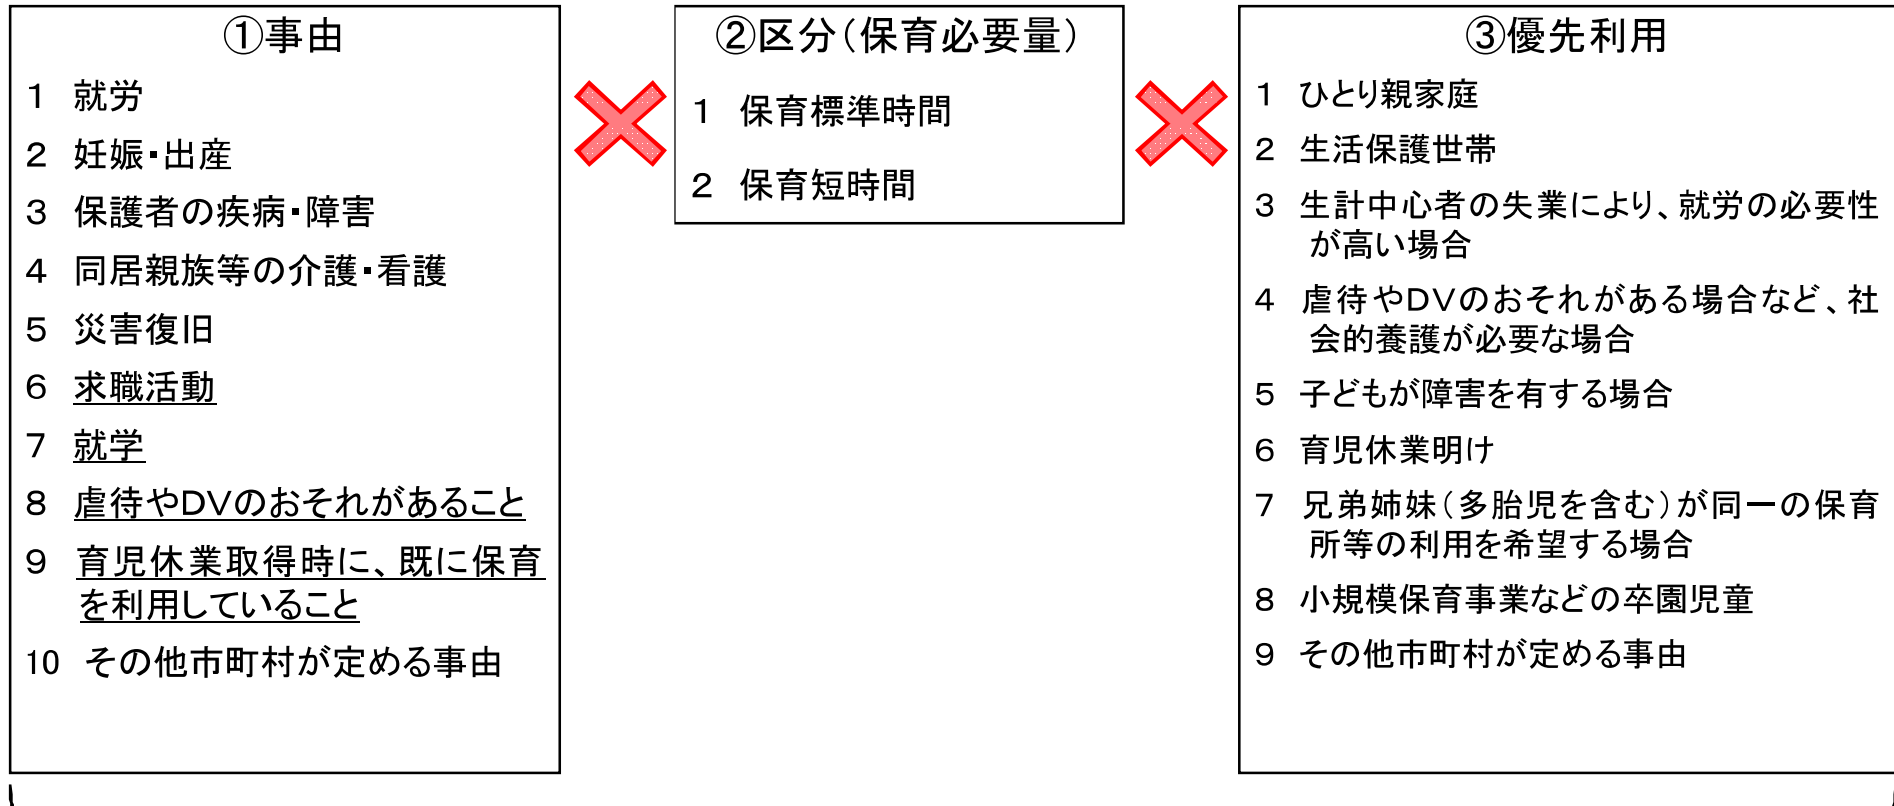 ①事由
1 就労
2 妊娠・出産
3 保護者の疾病・障害
4 同居親族等の介護・看護
5 災害復旧
6 求職活動
7 就学
8 虐待やDVのおそれがあること
9 育児休業取得時に、既に保育
を利用していること
10 その他市町村が定める事由
②区分（保育必要量）
1 保育標準時間
2 保育短時間
③優先利用
1 ひとり親家庭
2 生活保護世帯
3 生計中心者の失業により、就労の必要性
が高い場合
4 虐待やDVのおそれがある場合など、社
会的養護が必要な場合
5 子どもが障害を有する場合
6 育児休業明け
7 兄弟姉妹（多胎児を含む）が同一の保育
所等の利用を希望する場合
8 小規模保育事業などの卒園児童
9 その他市町村が定める事由